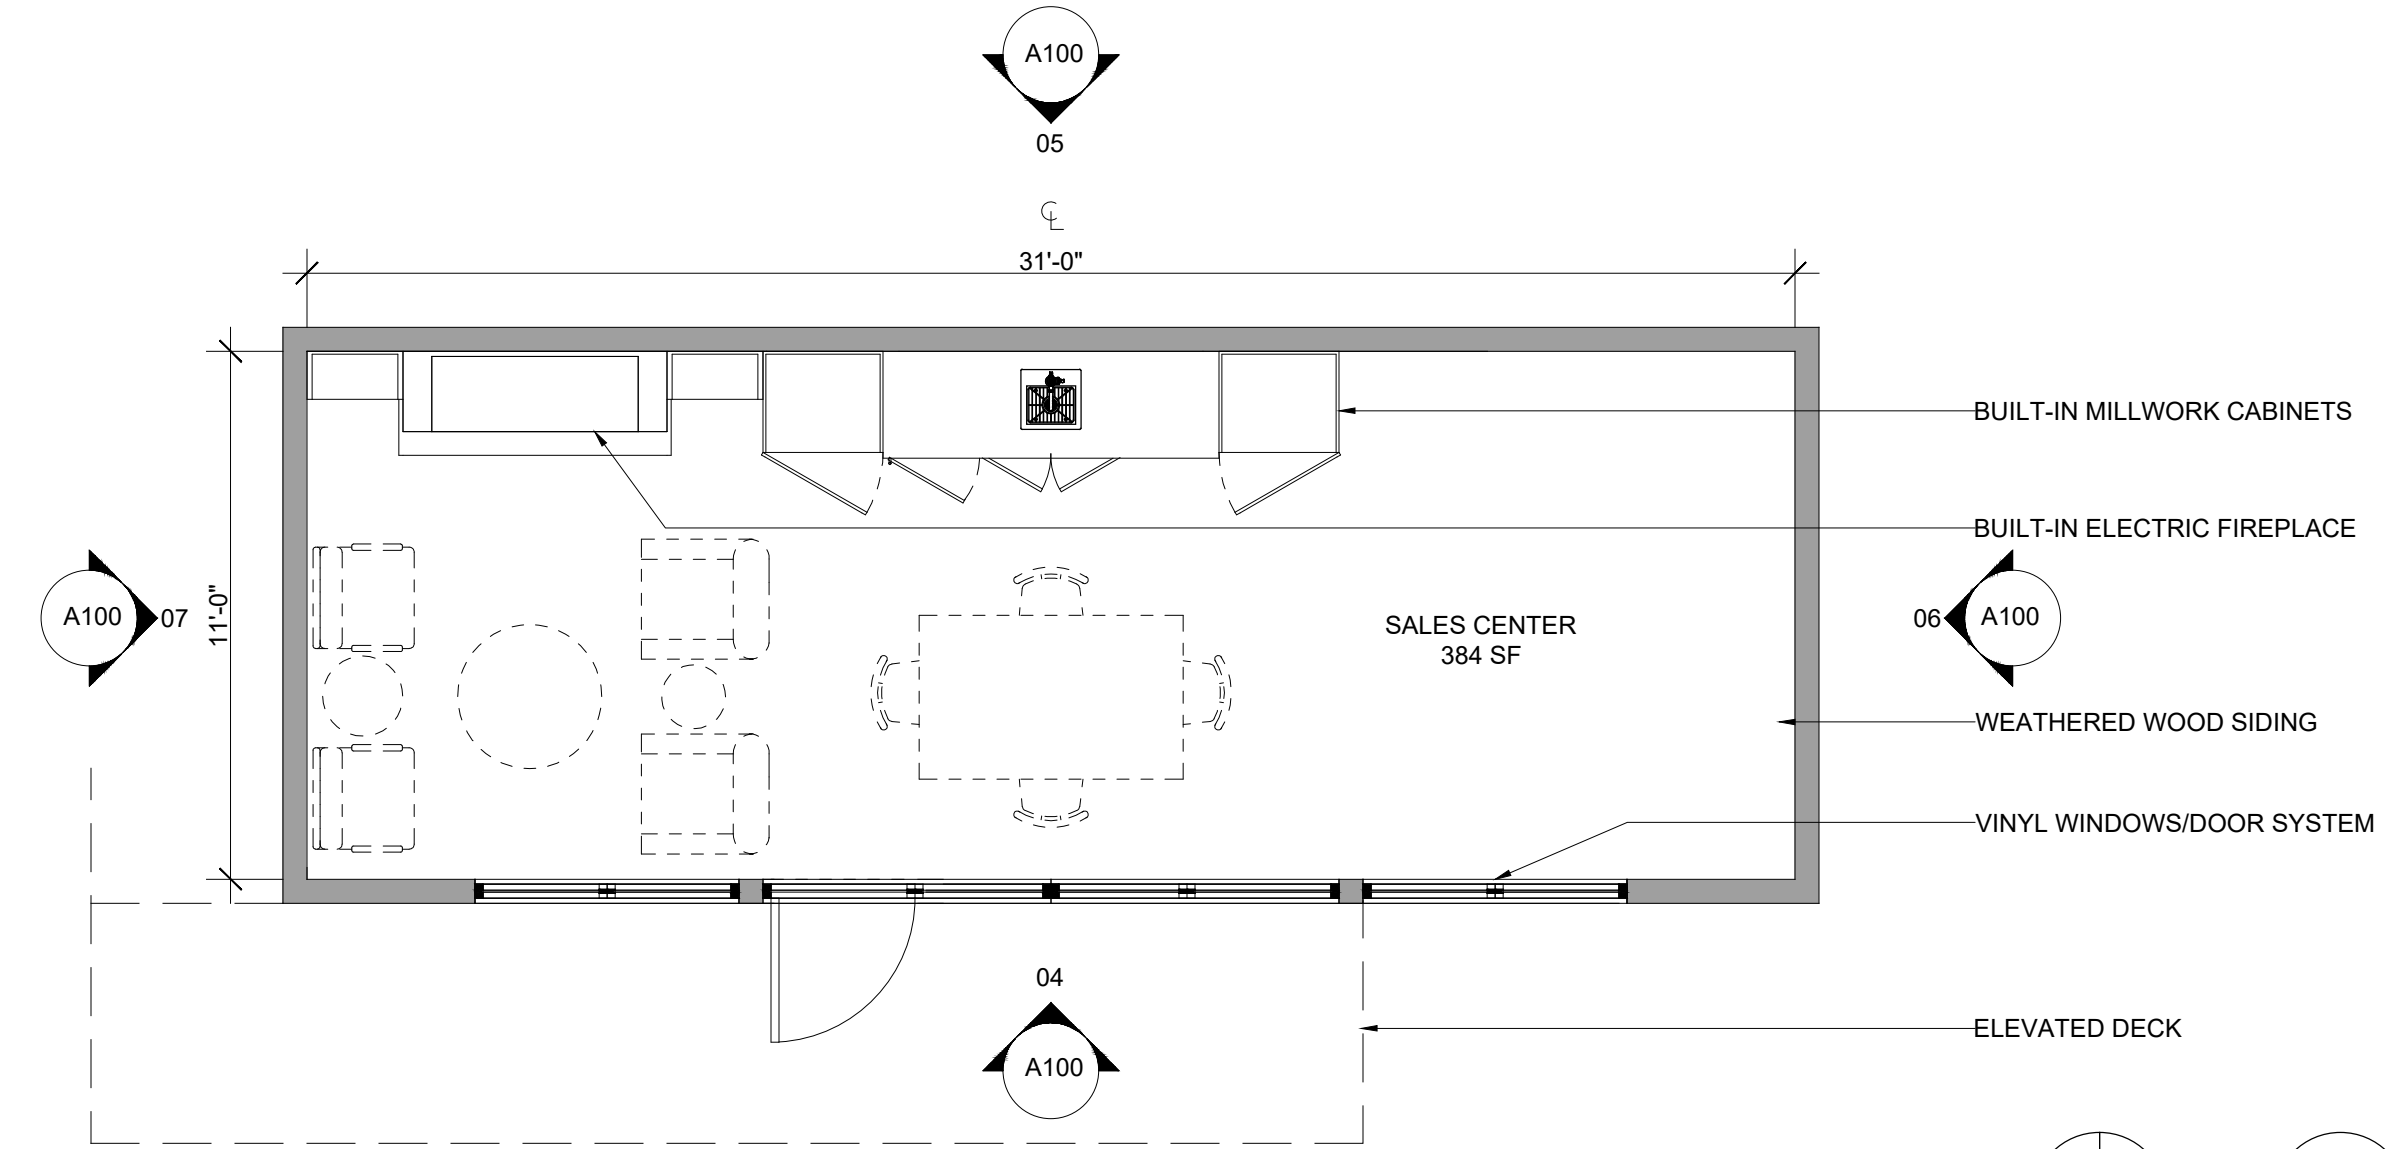 A100
05
℄
31'-0"
BUILT-IN MILLWORK CABINETS
BUILT-IN ELECTRIC FIREPLACE
A100 07
11'-0"
SALES CENTER
384 SF
06 A100
WEATHERED WOOD SIDING
VINYL WINDOWS/DOOR SYSTEM
04
A100
ELEVATED DECK